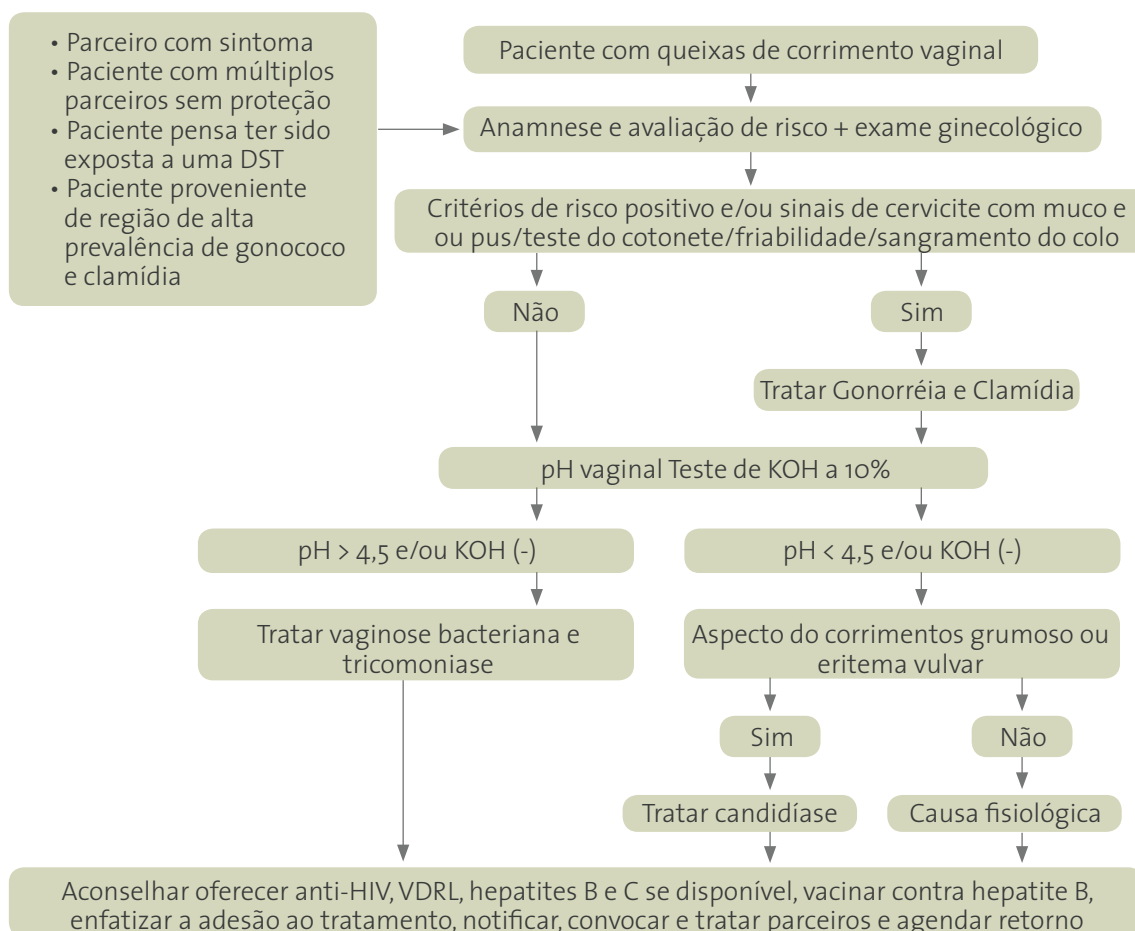 • Parceiro com sintoma
• Paciente com múltiplos
parceiros sem proteção
• Paciente pensa ter sido
exposta a uma DST
• Paciente proveniente
de região de alta
prevalência de gonococo
e clamídia
Paciente com queixas de corrimento vaginal
Anamnese e avaliação de risco + exame ginecológico
Critérios de risco positivo e/ou sinais de cervicite com muco e
ou pus/teste do cotonete/friabilidade/sangramento do colo
Não
Sim
Tratar Gonorréia e Clamídia
pH vaginal Teste de KOH a 10%
pH > 4,5 e/ou KOH (-)
pH < 4,5 e/ou KOH (-)
Tratar vaginose bacteriana e
tricomoniase
Aspecto do corrimentos grumoso ou
eritema vulvar
Sim
Não
Tratar candidíase
Causa fisiológica
Aconselhar oferecer anti-HIV, VDRL, hepatites B e C se disponível, vacinar contra hepatite B,
enfatizar a adesão ao tratamento, notificar, convocar e tratar parceiros e agendar retorno